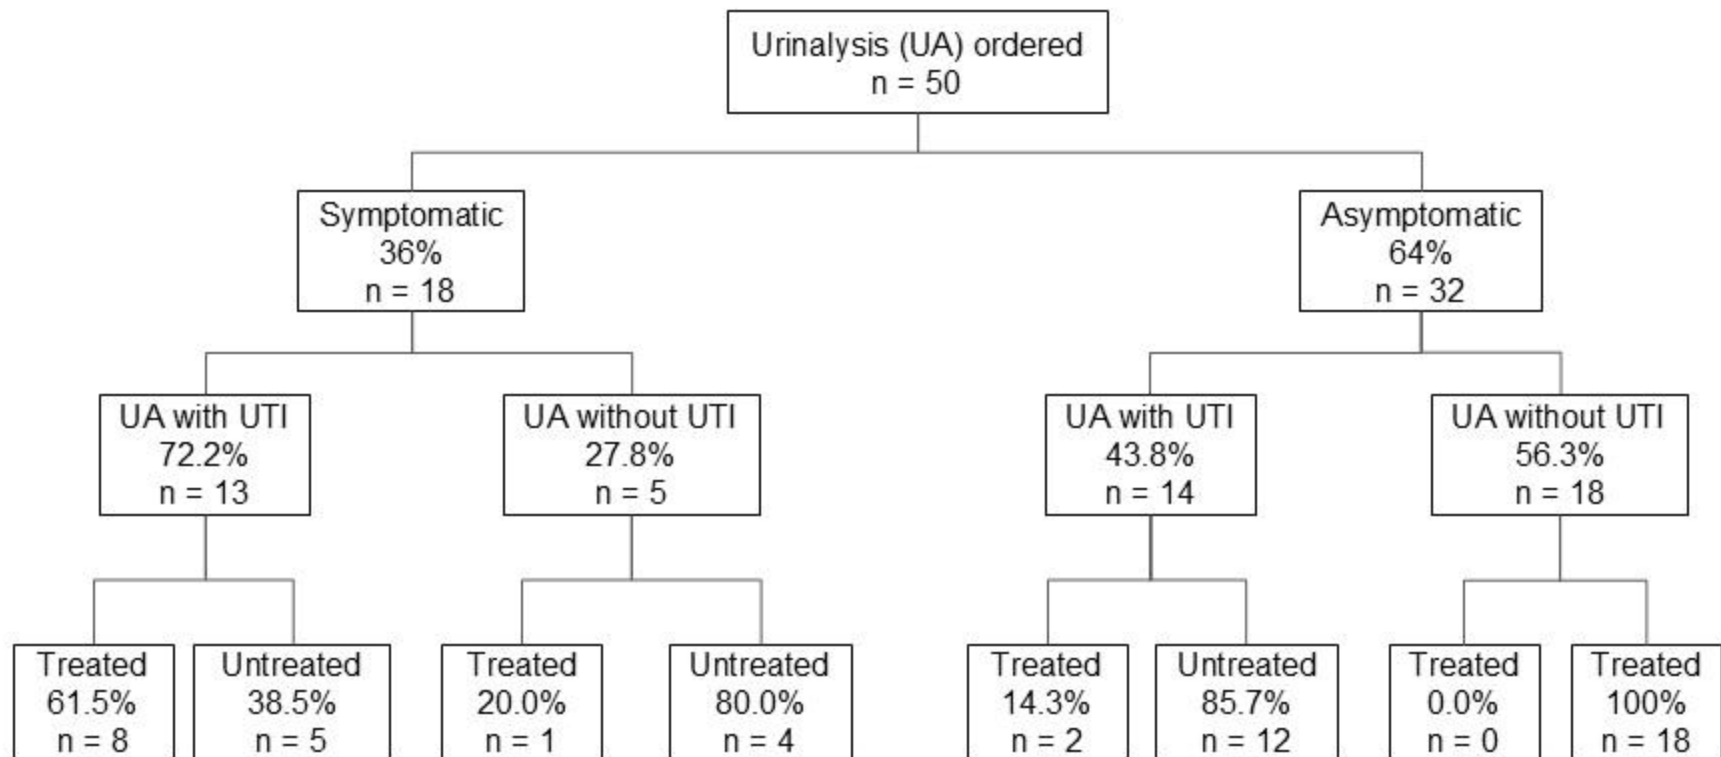 Urinalysis (UA) ordered
n = 50
Symptomatic
36%
n = 18
Asymptomatic
64%
n = 32
UA with UTI
72.2%
n = 13
UA without UTI
27.8%
n = 5
UA with UTI
43.8%
n = 14
UA without UTI
56.3%
n = 18
Treated
61.5%
n = 8
Untreated
38.5%
n = 5
Treated
20.0%
n = 1
Untreated
80.0%
n = 4
Treated
14.3%
n = 2
Untreated
85.7%
n = 12
Treated
0.0%
n = 0
Treated
100%
n = 18